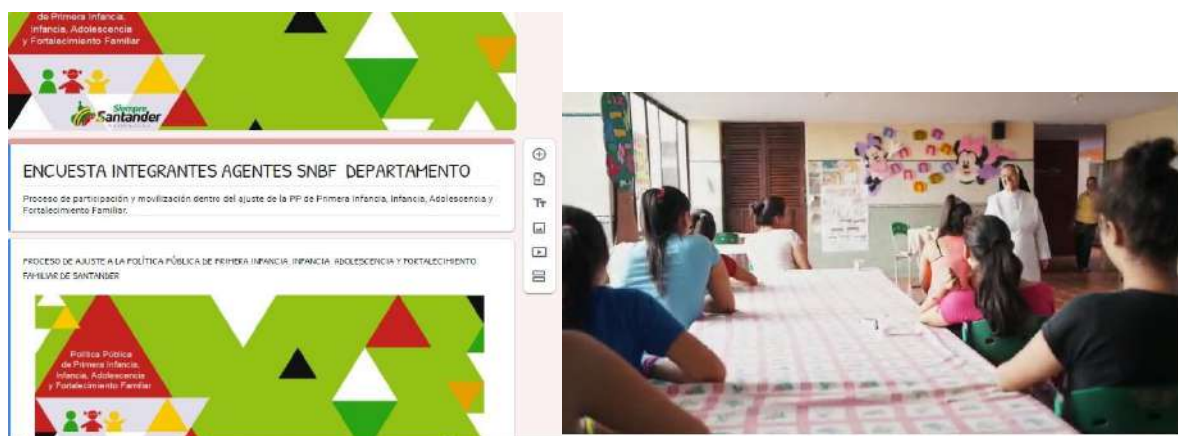 de Primera Infancia,
Infancia, Adolescencia
y Fortalecimiento Familiar
Siempre
Santander
ENCUESTA INTEGRANTES AGENTES SNBF DEPARTAMENTO
Proceso de participación y movilización dentro del ajuste de la PP de Primera Infancia, Infancia, Adolescencia y
Fortalecimiento Familiar.
PROCESO DE AJUSTE A LA POLÍTICA PÚBLICA DE PRIMERA INFANCIA, INFANCIA, ADOLESCENCIA Y FORTALECIMIENTO
FAMILIAR DE SANTANDER
Política Pública
de Primera Infancia,
Infancia, Adolescencia
y Fortalecimiento Familiar
Tr